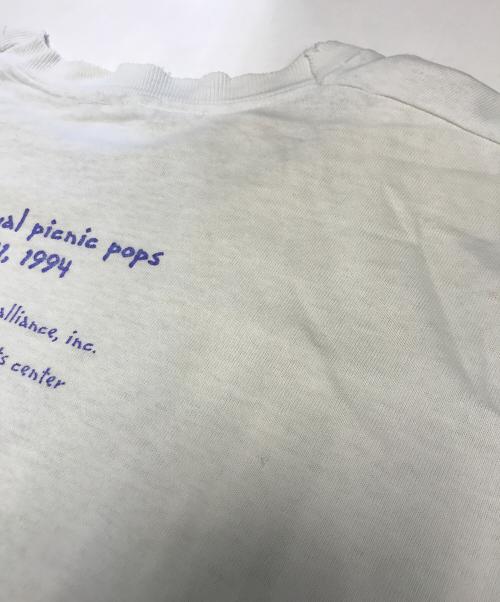 picnic pops
1994
alliance, inc.
center